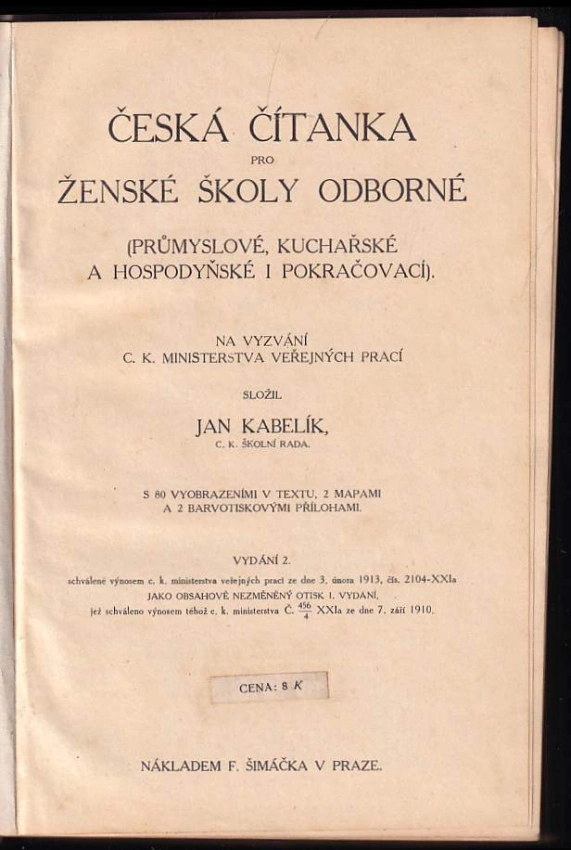 ČESKÁ ČÍTANKA
PRO
ŽENSKÉ ŠKOLY ODBORNÉ
(PRŮMYSLOVÉ, KUCHAŘSKÉ
A HOSPODYŇSKÉ I POKRAČOVACÍ).
NA VYZVÁNÍ
C. K. MINISTERSTVA VEŘEJNÝCH PRACÍ
SLOŽIL
JAN KABELÍK,
C. K. ŠKOLNÍ RADA.
S 80 VYOBRAZENÍMI V TEXTU, 2 MAPAMI
A 2 BARVOTISKOVÝMI PŘÍLOHAMI.
VYDÁNÍ 2.
schválené výnosem c. k. ministerstva veřejných prací ze dne 3. února 1913, čís. 2104-XXIa
JAKO OBSAHOVĚ NEZMĚNĚNÝ OTISK 1. VYDÁNÍ,
jež schváleno výnosem téhož c. k. ministerstva Č. 456/4 XXIa ze dne 7. září 1910.
CENA: 8 K
NÁKLADEM F. ŠIMÁČKA V PRAZE.